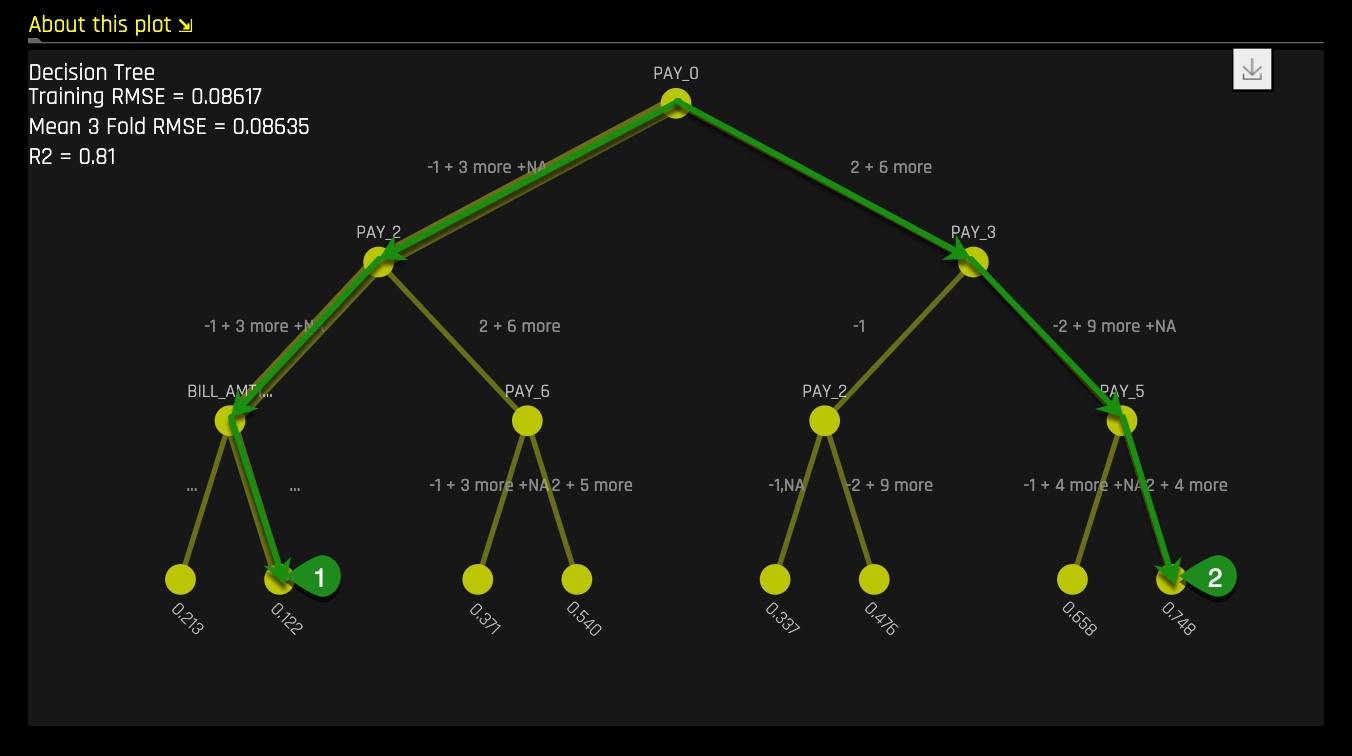 About this plot ⇲
Decision Tree
Training RMSE = 0.08617
Mean 3 Fold RMSE = 0.08635
R2 = 0.81
PAY_0
-1 + 3 more +NA
2 + 6 more
PAY_2
PAY_3
-1 + 3 more +NA
2 + 6 more
-1
-2 + 9 more +NA
BILL_AMT...
PAY_6
PAY_2
PAY_5
...
...
-1 + 3 more +NA
2 + 5 more
-1,NA
-2 + 9 more
-1 + 4 more +NA
2 + 4 more
1
2
0.213
0.122
0.371
0.540
0.337
0.476
0.658
0.748